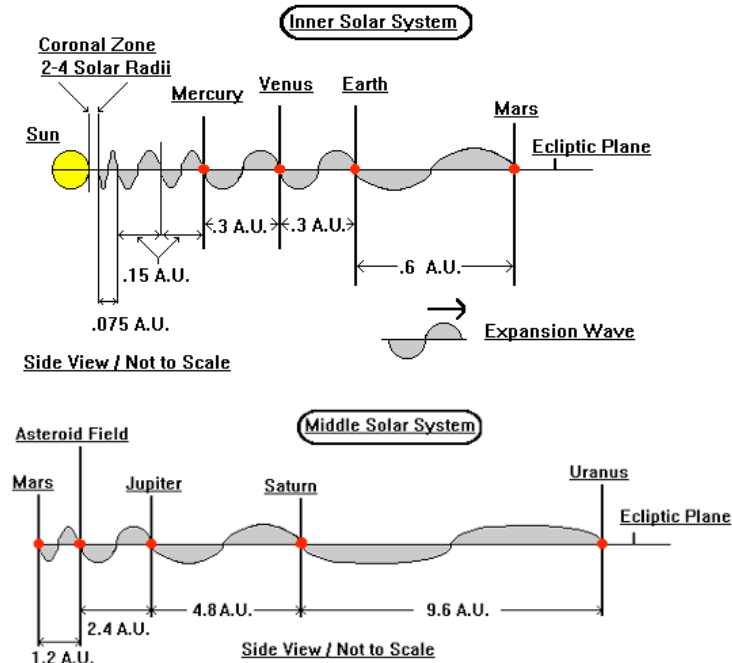 Inner Solar System
Coronal Zone
2-4 Solar Radii
Mercury
Venus
Earth
Mars
Sun
Ecliptic Plane
.3 A.U.
.3 A.U.
.15 A.U.
.6 A.U.
.075 A.U.
Expansion Wave
Side View / Not to Scale
Middle Solar System
Asteroid Field
Mars
Jupiter
Saturn
Uranus
Ecliptic Plane
4.8 A.U.
9.6 A.U.
2.4 A.U.
1.2 A.U.
Side View / Not to Scale